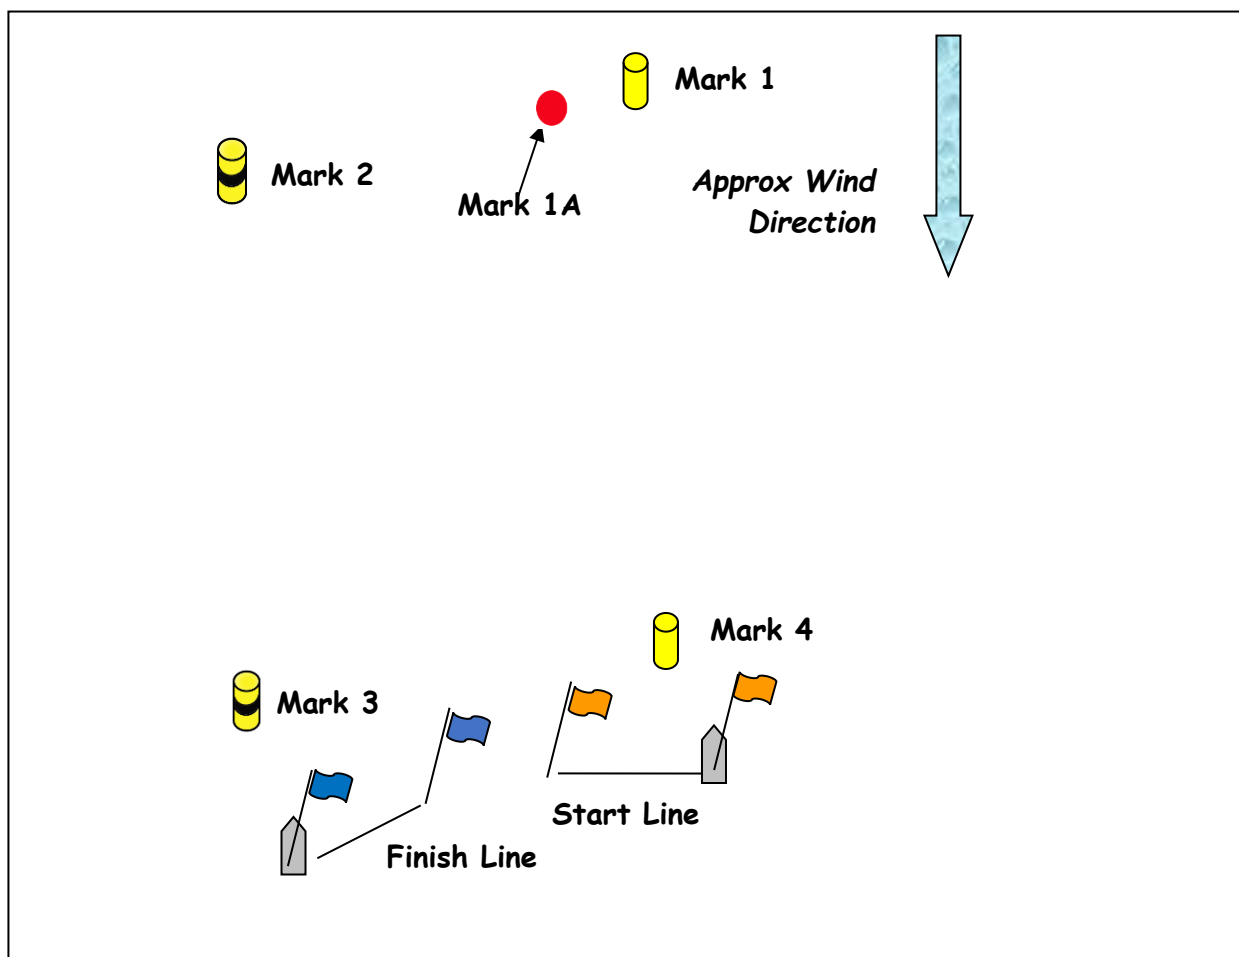 Mark 1
Mark 2
Approx Wind
Direction
Mark 1A
Mark 4
Mark 3
Start Line
Finish Line